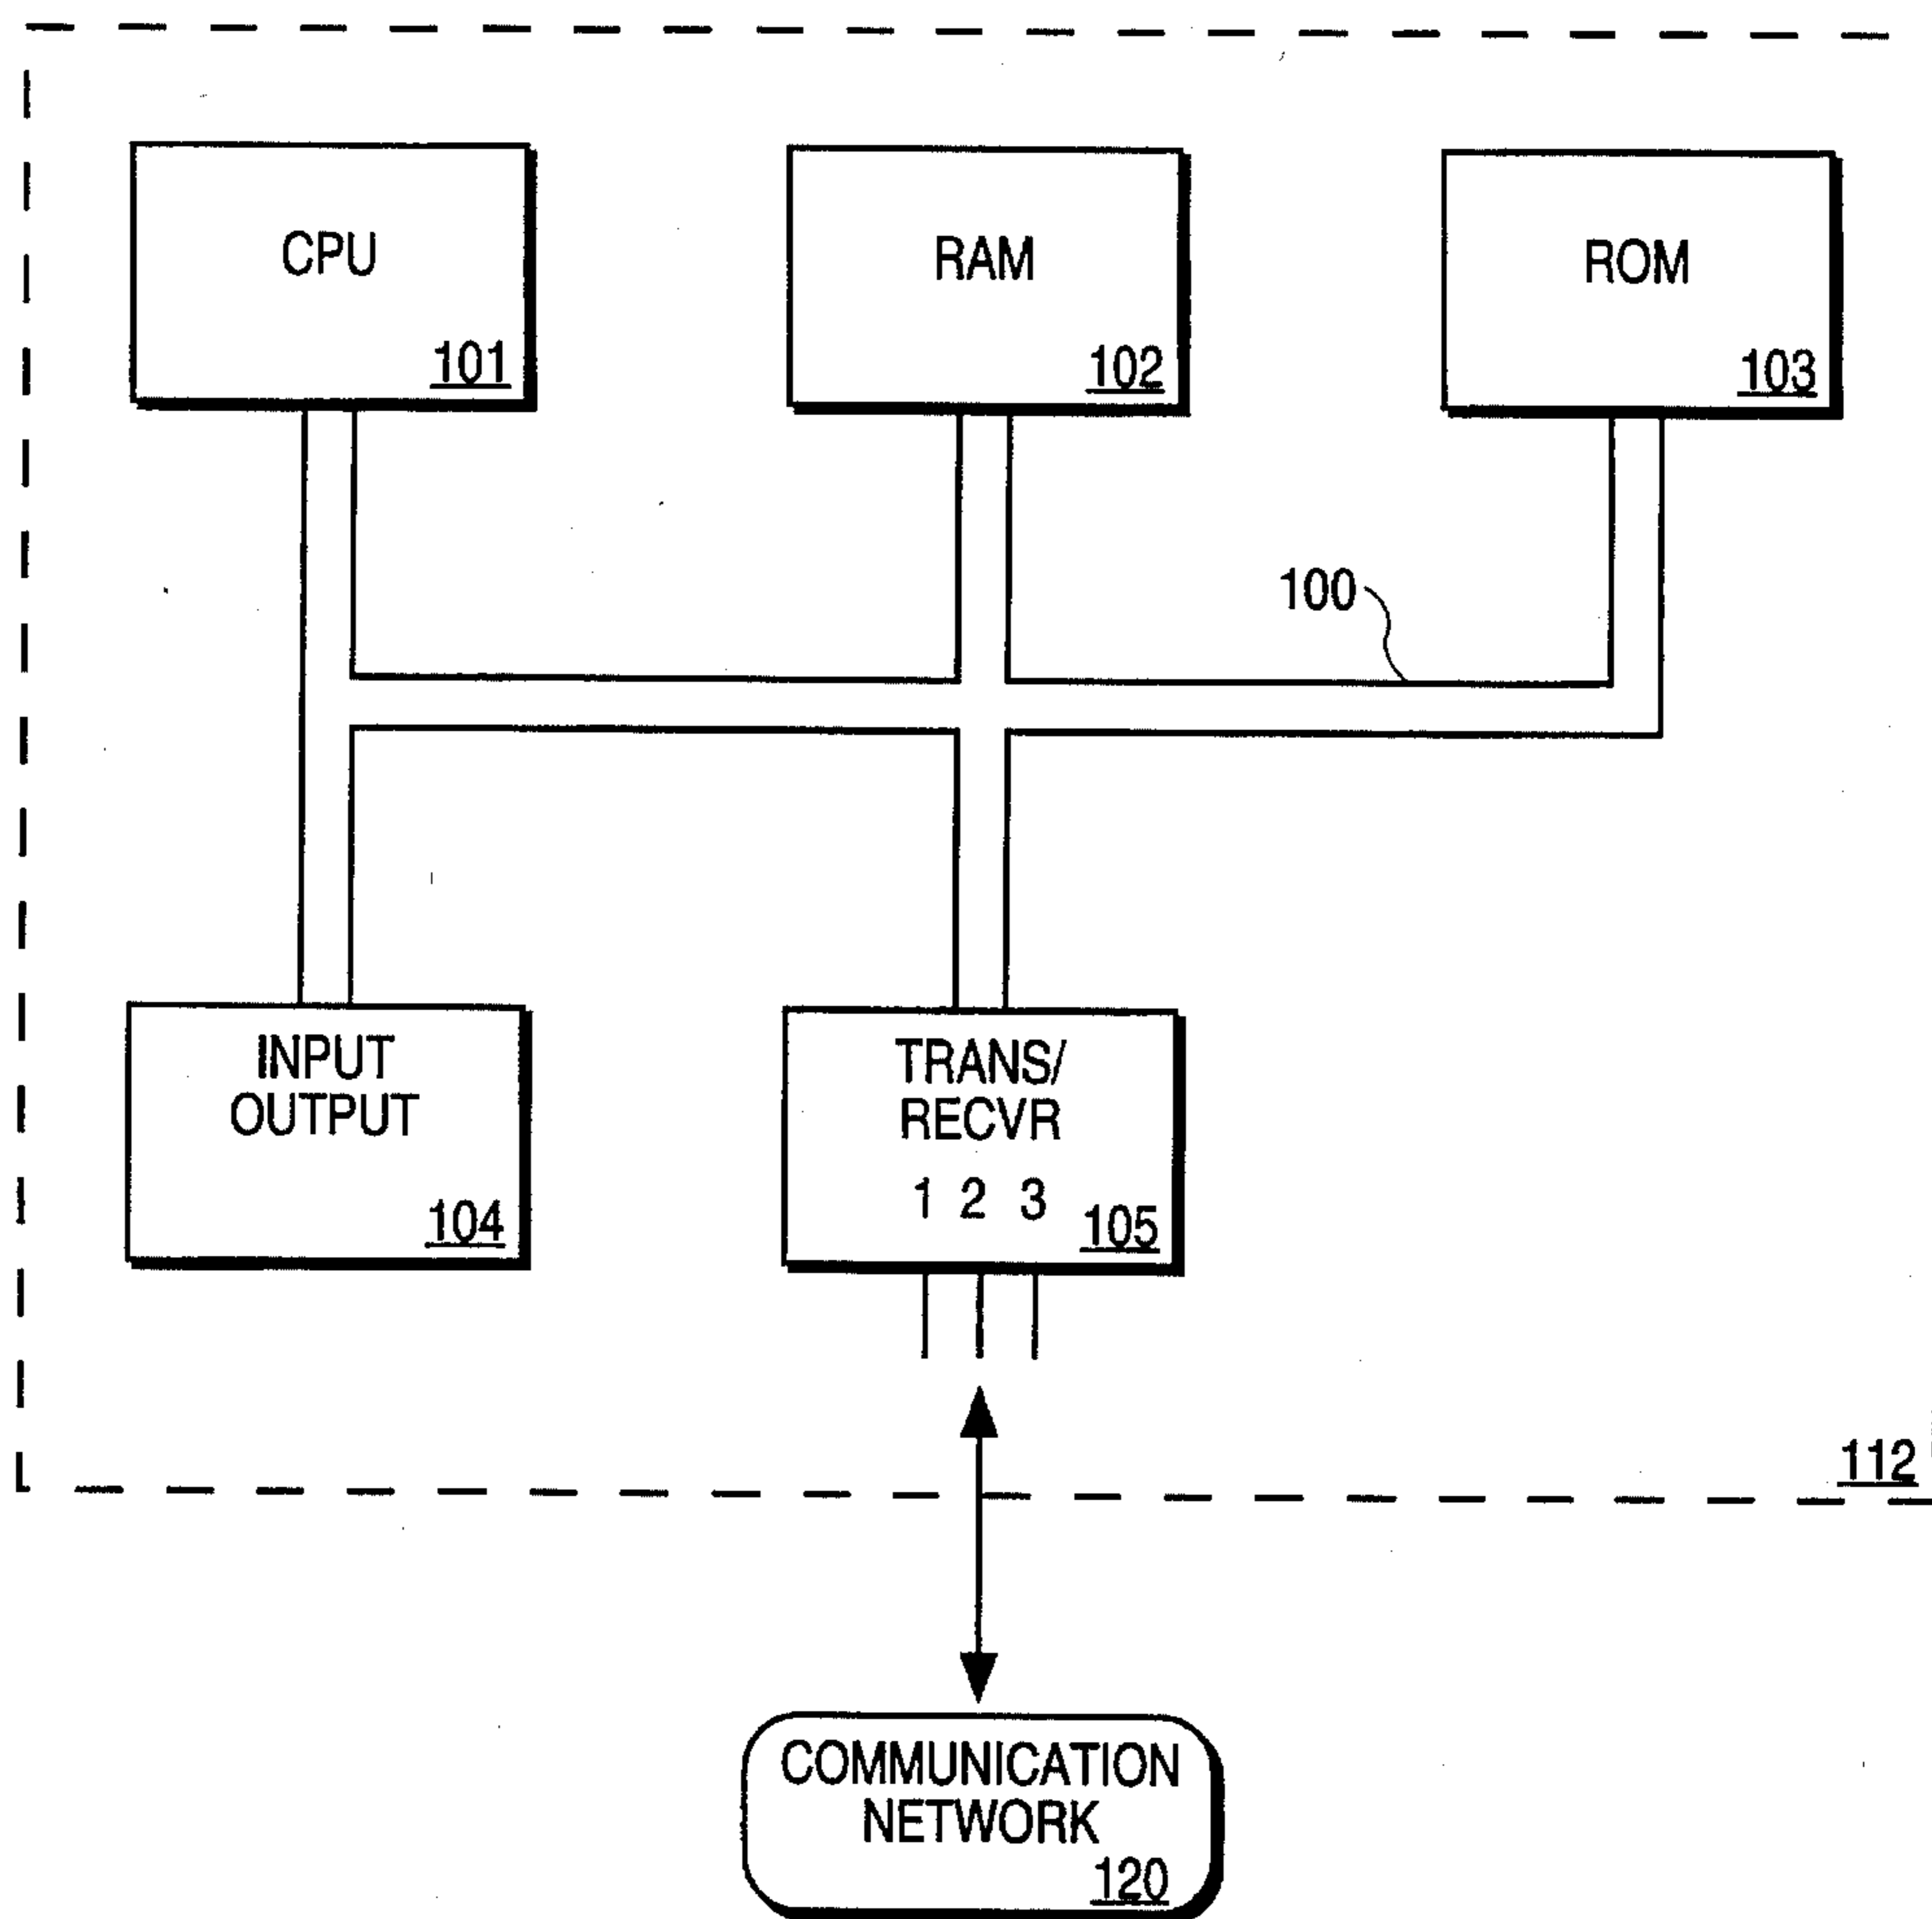 CPU
101
RAM
102
ROM
103
100
INPUT
OUTPUT
104
TRANS/
RECVR
1 2 3
105
112
COMMUNICATION
NETWORK
120